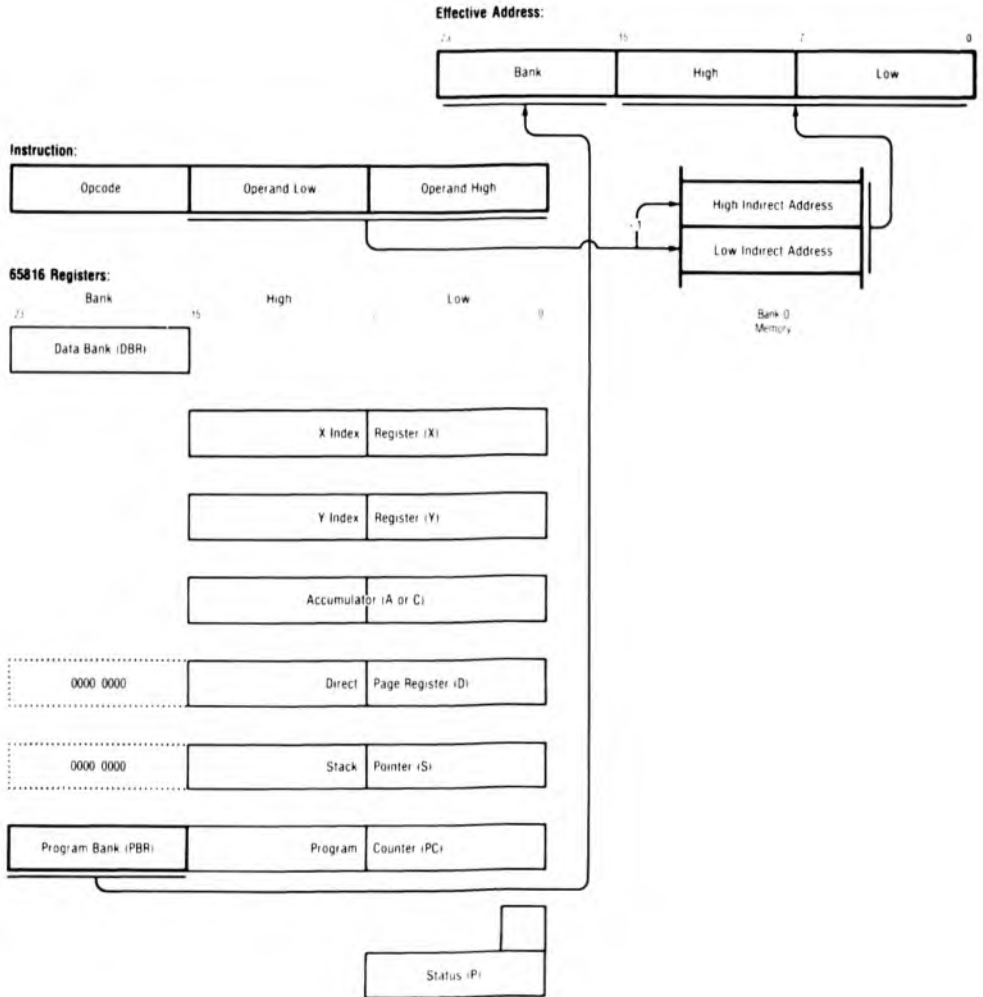 Effective Address:
23 15 7 0
Bank High Low
Instruction:
Opcode Operand Low Operand High
High Indirect Address
1
Low Indirect Address
Bank 0
Memory
65816 Registers:
Bank High Low
23 15 0
Data Bank (DBR)
X Index Register (X)
Y Index Register (Y)
Accumulator (A or C)
0000 0000 Direct Page Register (D)
0000 0000 Stack Pointer (S)
Program Bank (PBR) Program Counter (PC)
Status (P)